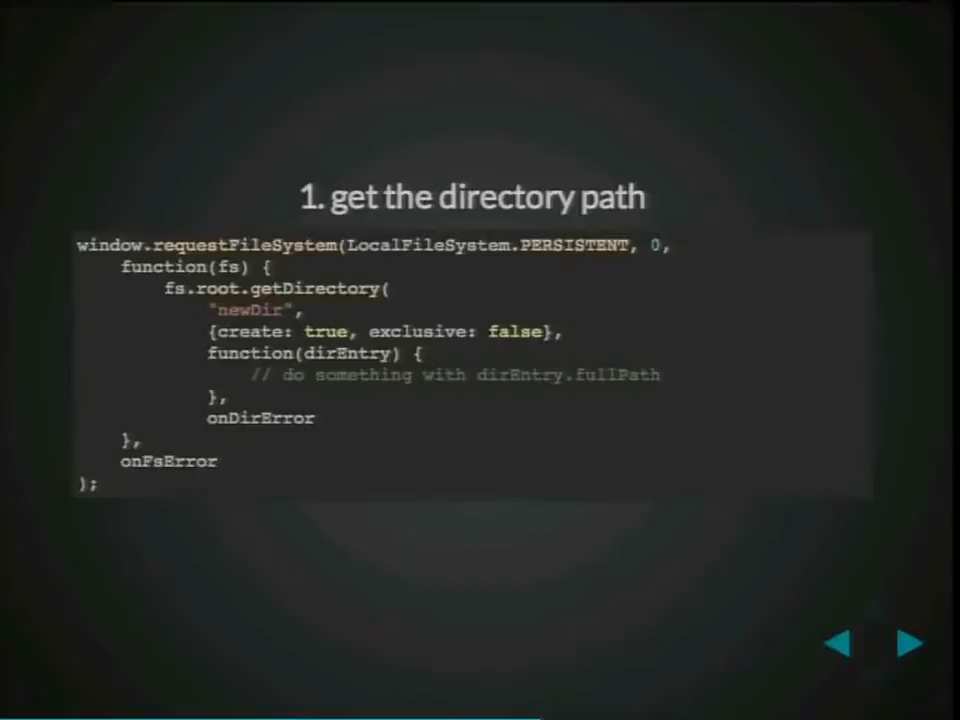 1. get the directory path
window.requestFileSystem(LocalFileSystem.PERSISTENT, 0,
    function(fs) {
        fs.root.getDirectory(
            "newDir",
            {create: true, exclusive: false},
            function(dirEntry) {
                // do something with dirEntry.fullPath
            },
            onDirError
    },
    onFsError
);